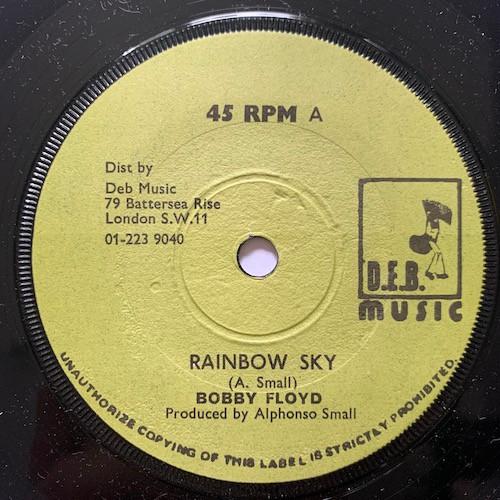 45 RPM A
Dist by
Deb Music
79 Battersea Rise
London S.W.11
01-223 9040
D.E.B.
MUSIC
RAINBOW SKY
(A. Small)
BOBBY FLOYD
Produced by Alphonso Small
UNAUTHORIZE COPYING OF THIS LABEL IS STRICTLY PROHIBITED.